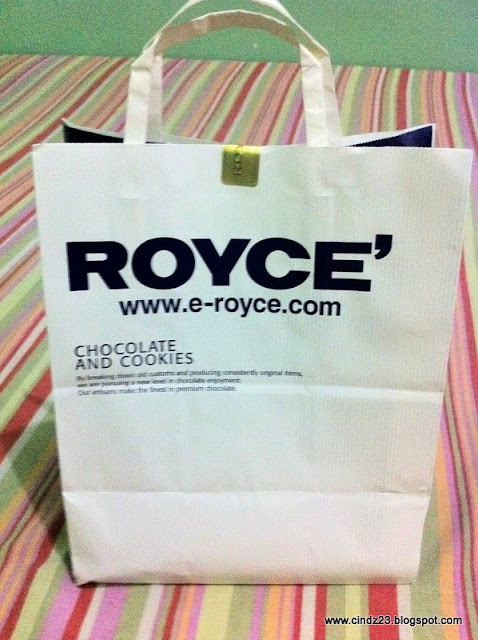 ROYCE'
www.e-royce.com
CHOCOLATE
AND COOKIES
By breaking down old customs and producing consistently original items,
we are pursuing a new level in chocolate enjoyment.
Our artisans make the finest in premium chocolate.
www.cindz23.blogspot.com